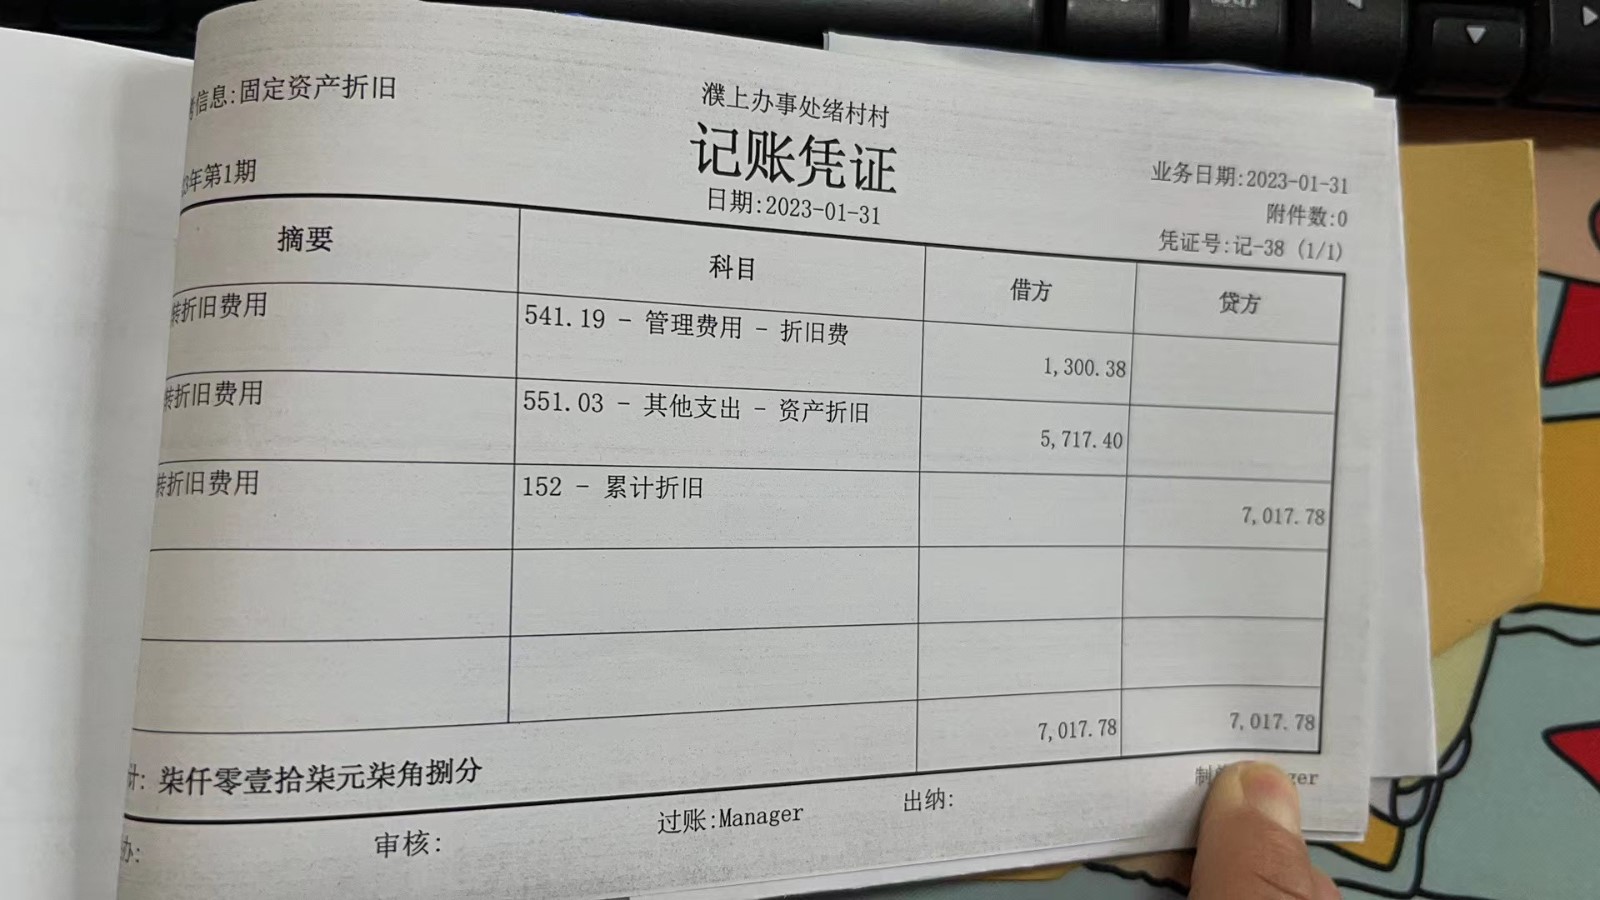 信息:固定资产折旧
濮上办事处绪村村
记账凭证
年第1期
日期:2023-01-31
业务日期:2023-01-31
附件数:0
凭证号:记-38 (1/1)
摘要 科目 借方 贷方
转折旧费用 541.19 - 管理费用 - 折旧费 1,300.38
转折旧费用 551.03 - 其他支出 - 资产折旧 5,717.40
转折旧费用 152 - 累计折旧 7,017.78
计: 柒仟零壹拾柒元柒角捌分 7,017.78 7,017.78
办: 审核: 过账:Manager 出纳: 制